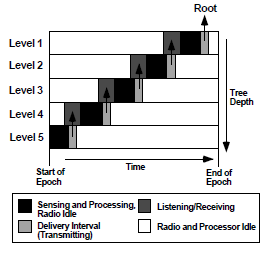 Root
Level 1
Level 2
Level 3
Level 4
Level 5
Tree
Depth
Start of
Epoch
Time
End of
Epoch
Sensing and Processing,
Radio Idle
Listening/Receiving
Delivery Interval
(Transmitting)
Radio and Processor Idle